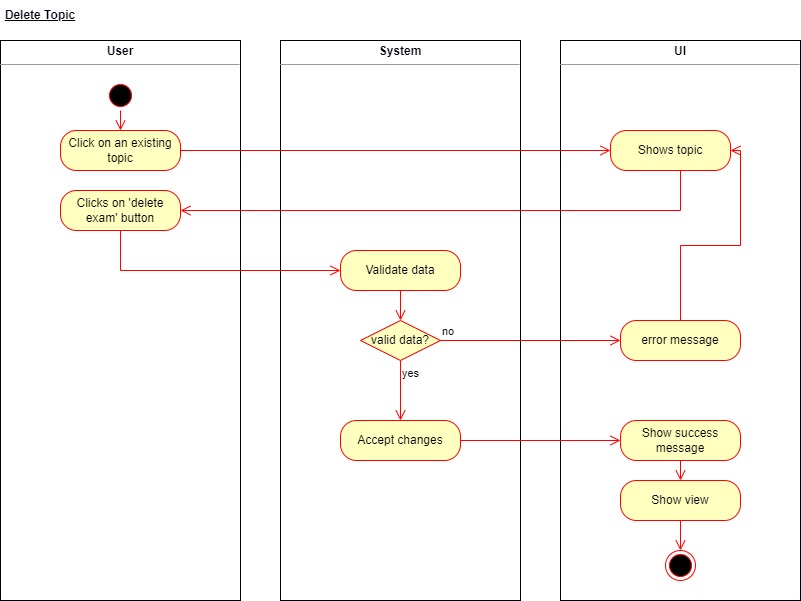 Delete Topic
User
System
UI
Click on an existing
topic
Shows topic
Clicks on 'delete
exam' button
Validate data
valid data?
no
error message
yes
Accept changes
Show success
message
Show view